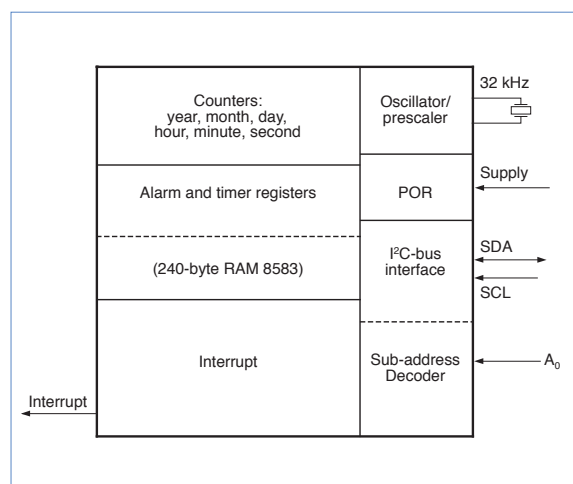 Counters:
year, month, day,
hour, minute, second
Oscillator/
prescaler
32 kHz
Alarm and timer registers
POR
Supply
(240-byte RAM 8583)
I²C-bus
interface
SDA
SCL
Interrupt
Sub-address
Decoder
A₀
Interrupt